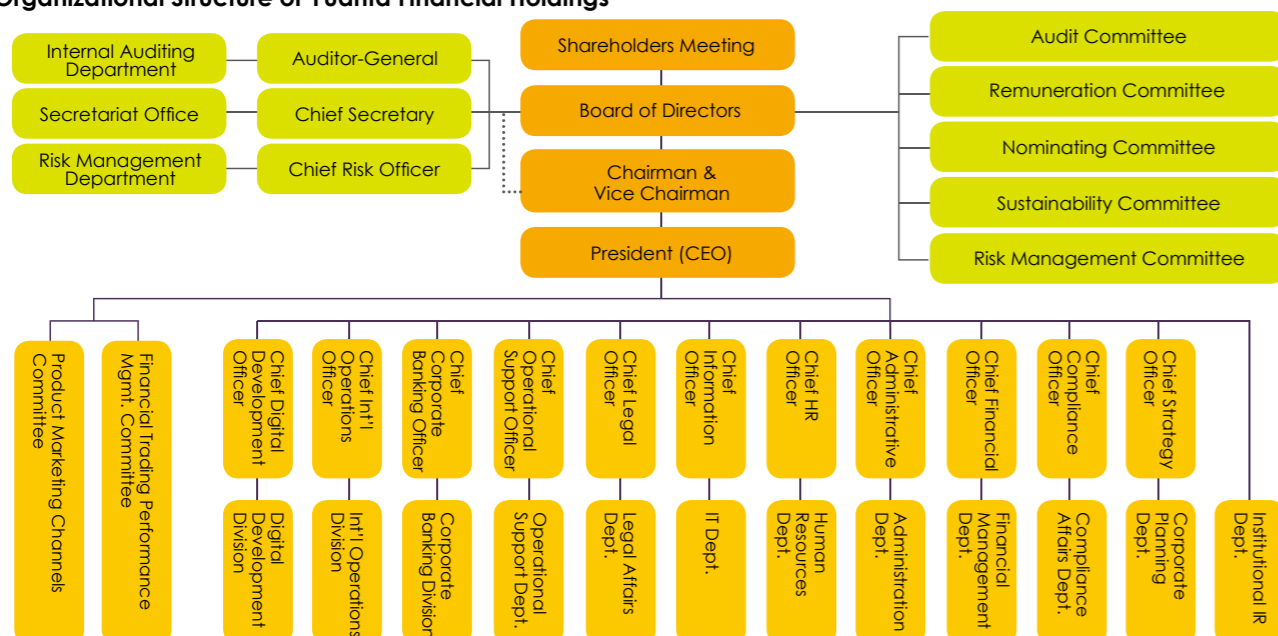 Organizational Structure of Yuanta Financial Holdings
Internal Auditing
Department
Auditor-General
Shareholders Meeting
Audit Committee
Secretariat Office
Chief Secretary
Board of Directors
Remuneration Committee
Risk Management
Department
Chief Risk Officer
Chairman &
Vice Chairman
Nominating Committee
Sustainability Committee
President (CEO)
Risk Management Committee
Product Marketing Channels
Committee
Financial Trading Performance
Mgmt. Committee
Chief Digital
Development
Officer
Chief Int'l
Operations
Officer
Chief
Corporate
Banking Officer
Chief
Operational
Support Officer
Chief Legal
Officer
Chief
Information
Officer
Chief HR
Officer
Chief
Administrative
Officer
Chief Financial
Officer
Chief
Compliance
Officer
Chief Strategy
Officer
Digital
Development
Division
Int'l Operations
Division
Corporate
Banking Division
Operational
Support Dept.
Legal Affairs
Dept.
IT Dept.
Human
Resources
Dept.
Administration
Dept.
Financial
Management
Dept.
Compliance
Affairs Dept.
Corporate
Planning
Dept.
Institutional IR
Dept.